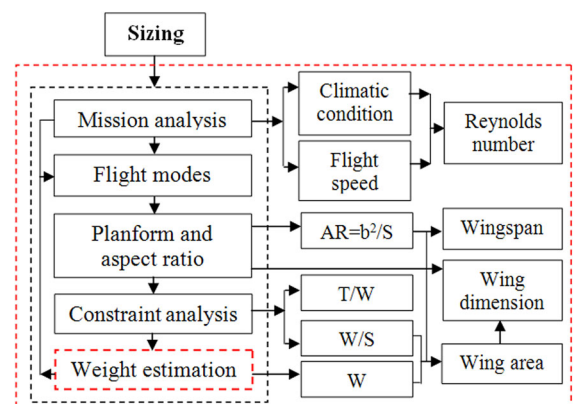 Sizing
Mission analysis
Flight modes
Planform and
aspect ratio
Constraint analysis
Weight estimation
Climatic
condition
Flight
speed
Reynolds
number
AR=b²/S
Wingspan
T/W
W/S
W
Wing
dimension
Wing area